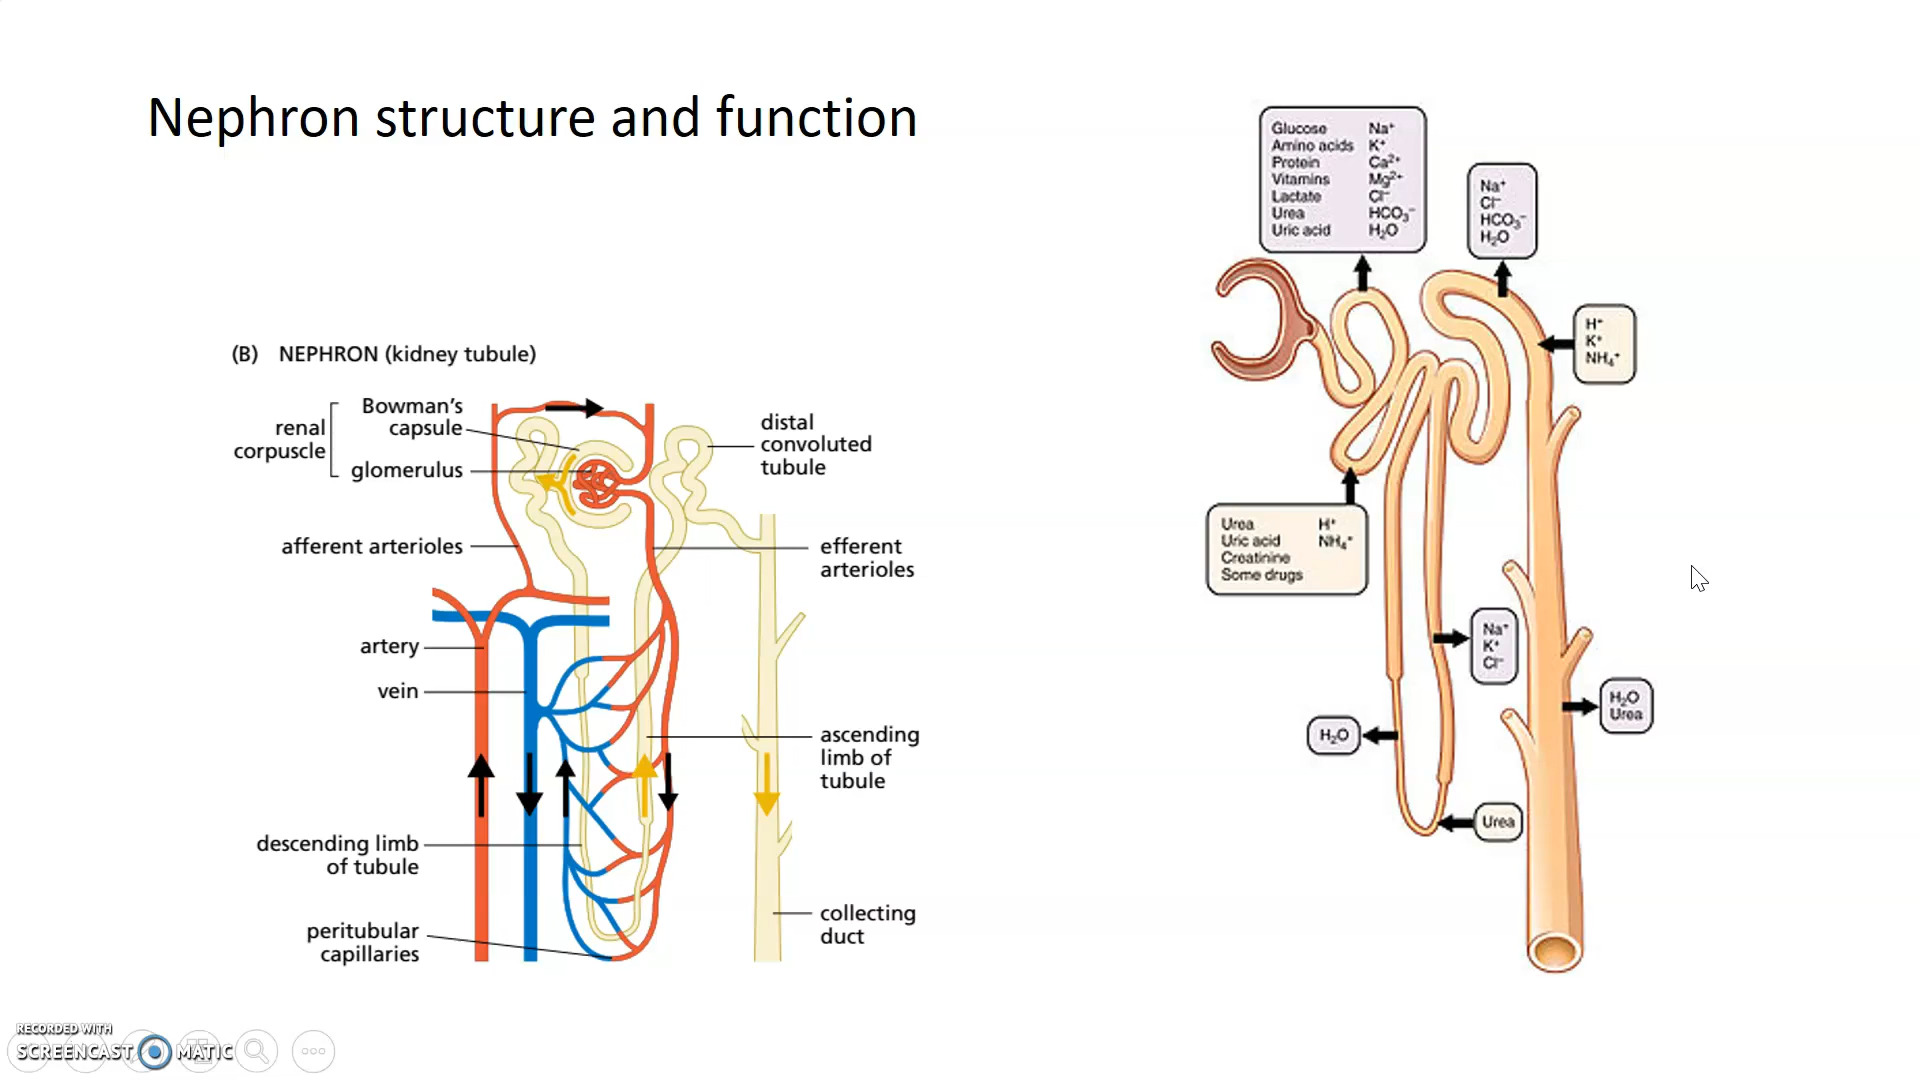 Nephron structure and function
(B) NEPHRON (kidney tubule)
renal
corpuscle
Bowman's
capsule
glomerulus
afferent arterioles
artery
vein
descending limb
of tubule
peritubular
capillaries
distal
convoluted
tubule
efferent
arterioles
ascending
limb of
tubule
collecting
duct
Glucose Na⁺
Amino acids K⁺
Protein Ca²⁺
Vitamins Mg²⁺
Lactate Cl⁻
Urea HCO₃⁻
Uric acid H₂O
Na⁺
Cl⁻
HCO₃⁻
H₂O
H⁺
K⁺
NH₄⁺
Urea H⁺
Uric acid NH₄⁺
Creatinine
Some drugs
Na⁺
K⁺
Cl⁻
H₂O
Urea
H₂O
Urea
RECORDED WITH
SCREENCAST MATIC